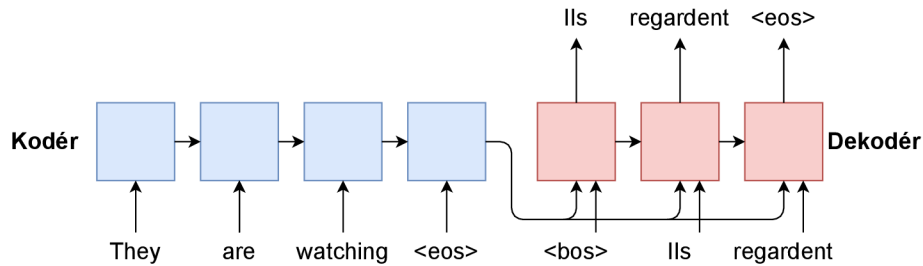 Ils regardent <eos>
Kodér Dekodér
They are watching <eos> <bos> Ils regardent